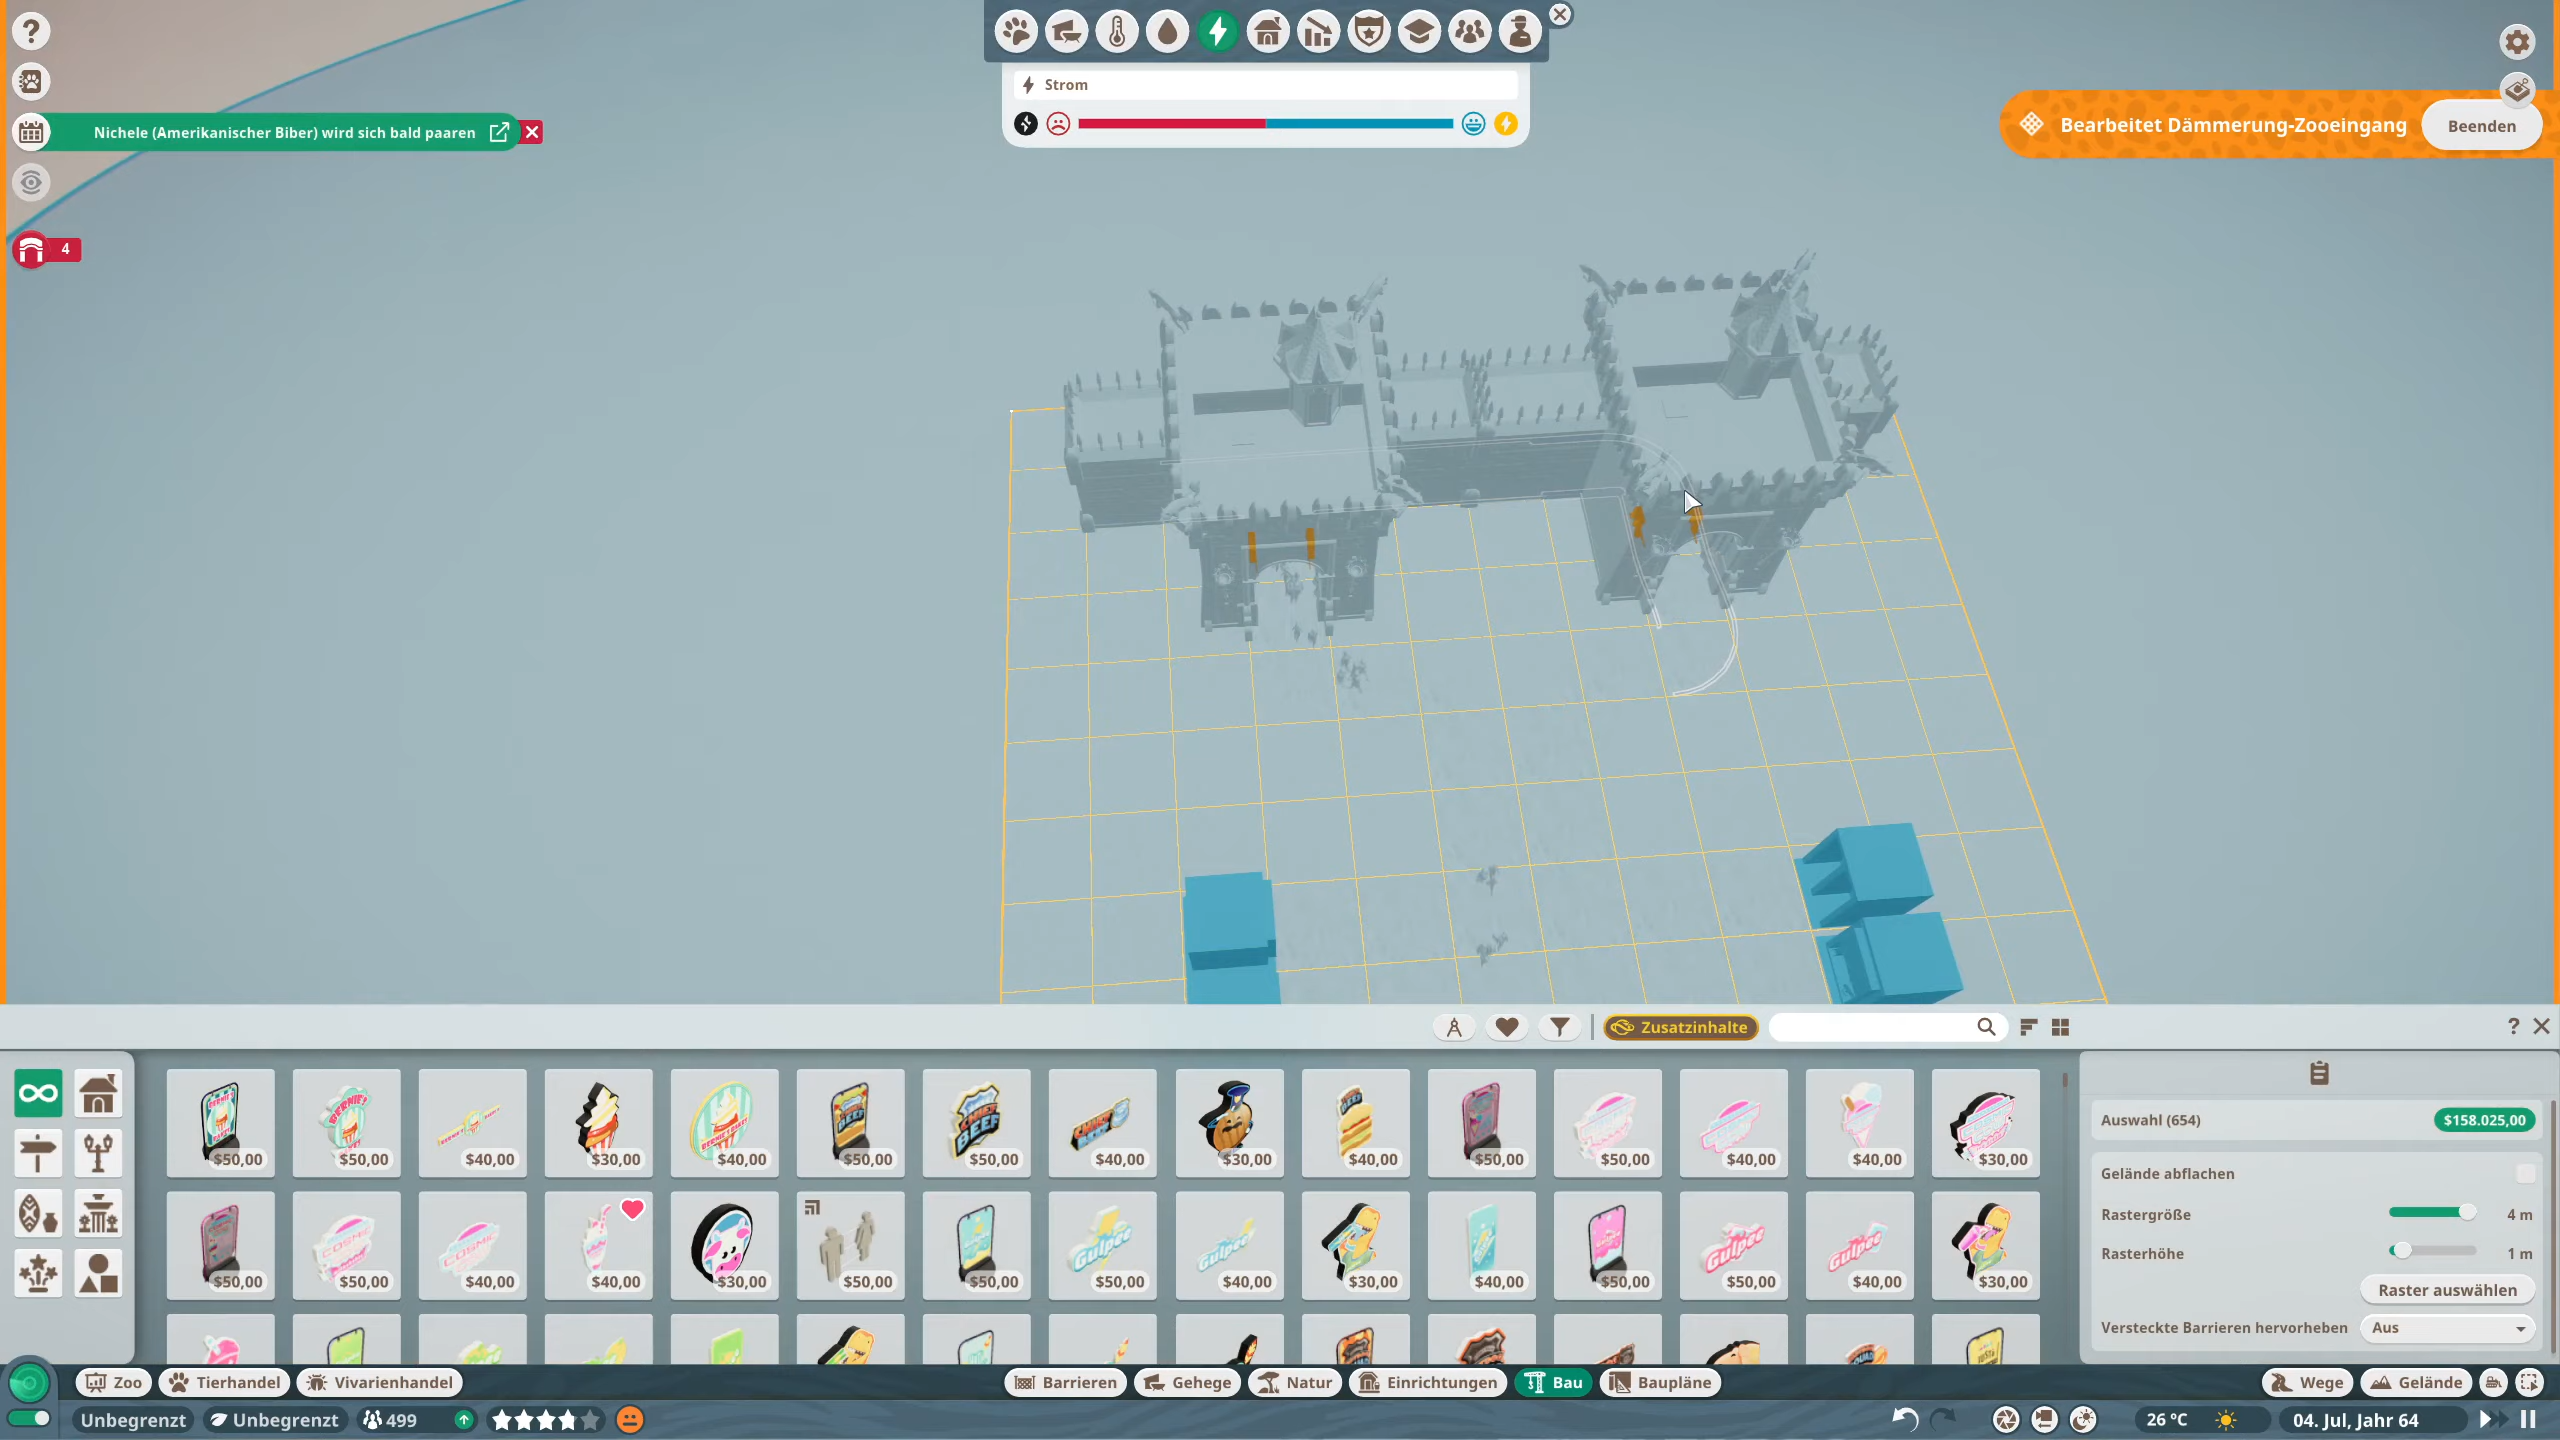 Strom
Nichele (Amerikanischer Biber) wird sich bald paaren
Bearbeitet Dämmerung-Zooeingang
Beenden
4
Zusatzinhalte
$50,00 $50,00 $40,00 $30,00 $40,00 $50,00 $50,00 $40,00 $30,00 $40,00 $50,00 $50,00 $40,00 $40,00 $30,00
$50,00 $50,00 $40,00 $40,00 $30,00 $50,00 $50,00 $50,00 $40,00 $30,00 $40,00 $50,00 $50,00 $40,00 $30,00
Auswahl (654) $158.025,00
Gelände abflachen
Rastergröße 4 m
Rasterhöhe 1 m
Raster auswählen
Versteckte Barrieren hervorheben Aus
Zoo Tierhandel Vivarienhandel Barrieren Gehege Natur Einrichtungen Bau Baupläne Wege Gelände
Unbegrenzt Unbegrenzt 499 26 °C 04. Jul, Jahr 64